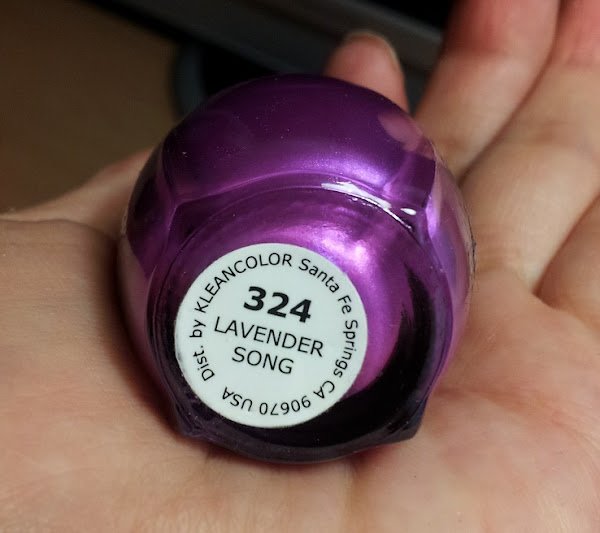 Dist. by KLEANCOLOR Santa Fe Springs CA 90670 USA
324
LAVENDER
SONG